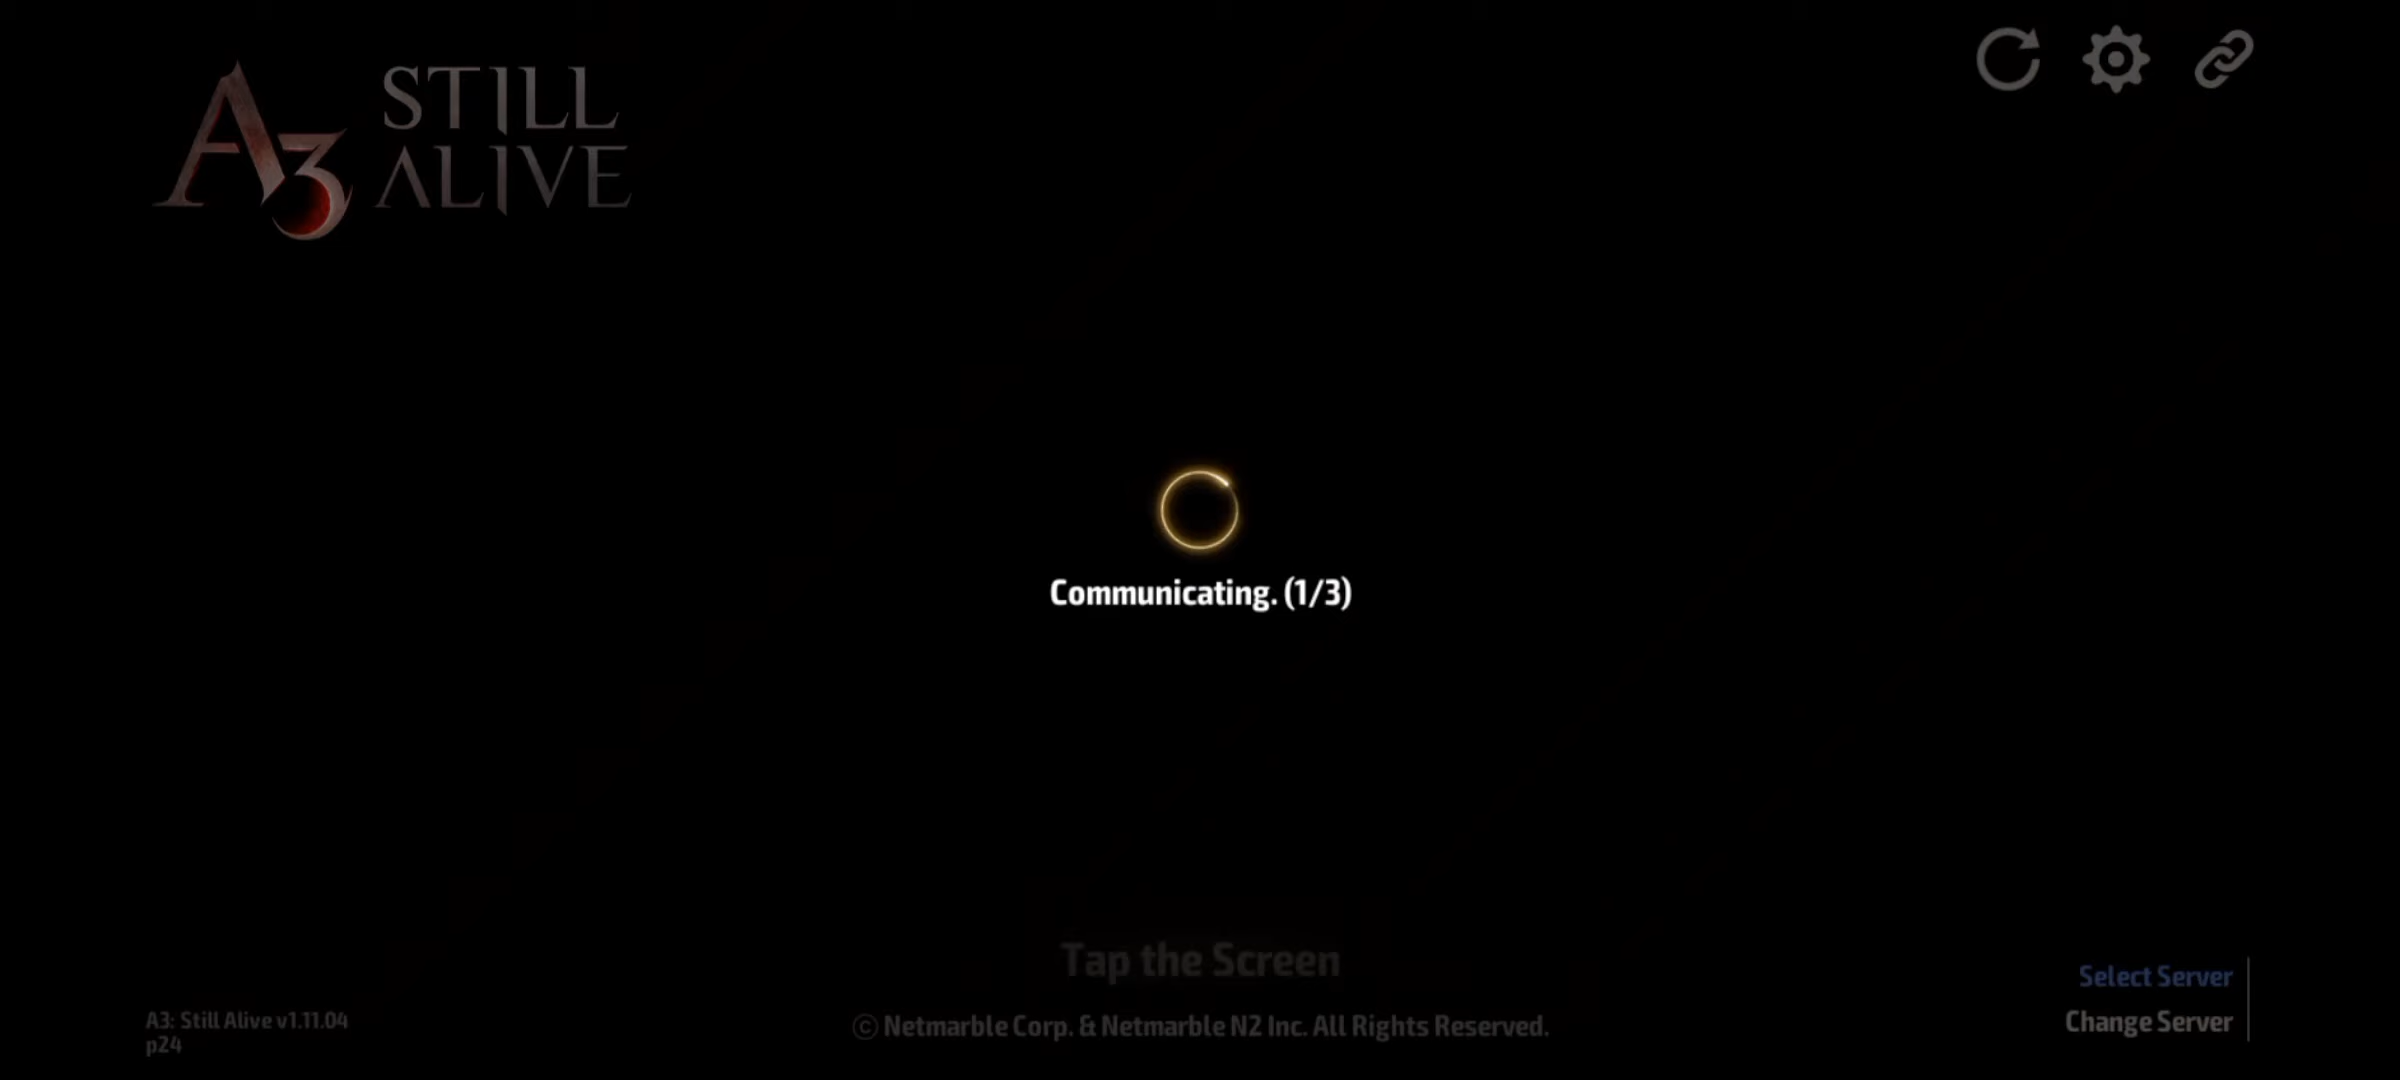 A3 STILL
ALIVE
Communicating. (1/3)
Tap the Screen
Select Server
Change Server
A3: Still Alive v1.11.04
p24
© Netmarble Corp. & Netmarble N2 Inc. All Rights Reserved.